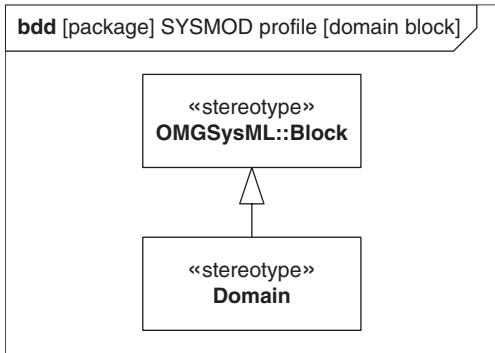 bdd [package] SYSMOD profile [domain block]
«stereotype»
OMGSysML::Block
«stereotype»
Domain